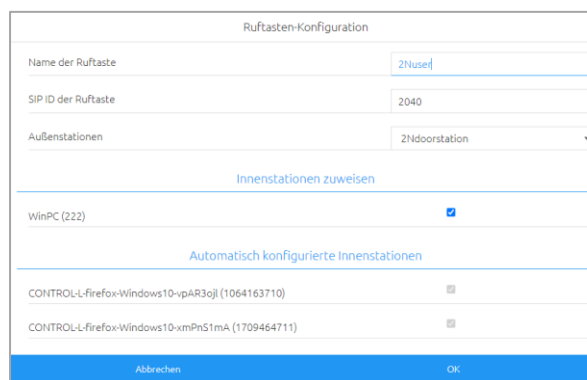 Ruftasten-Konfiguration
Name der Ruftaste 2Nuser
SIP ID der Ruftaste 2040
Außenstationen 2Ndoorstation
Innenstationen zuweisen
WinPC (222)
Automatisch konfigurierte Innenstationen
CONTROL-L-firefox-Windows10-vpAR3ojl (1064163710)
CONTROL-L-firefox-Windows10-xmPnS1mA (1709464711)
Abbrechen OK